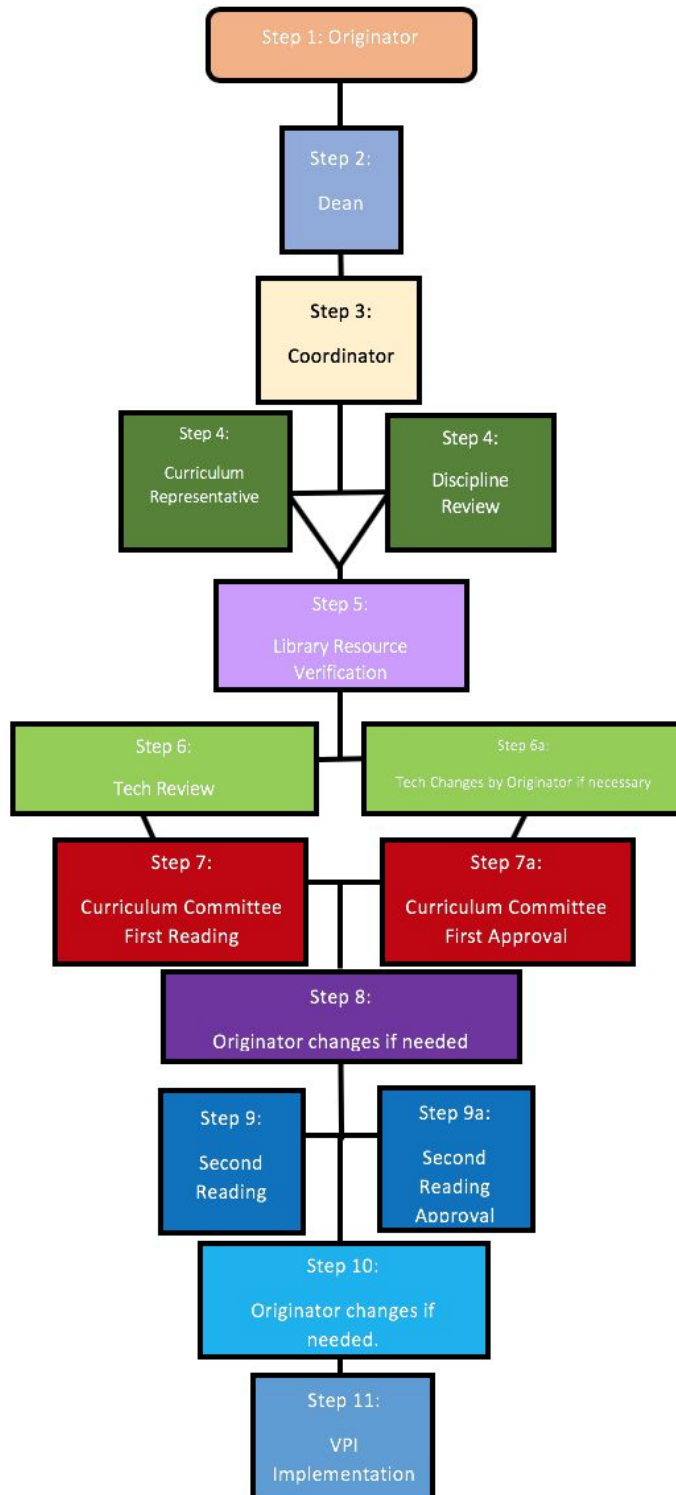 Step 1: Originator
Step 2:
Dean
Step 3:
Coordinator
Step 4:
Curriculum
Representative
Step 4:
Discipline
Review
Step 5:
Library Resource
Verification
Step 6:
Tech Review
Step 6a:
Tech Changes by Originator if necessary
Step 7:
Curriculum Committee
First Reading
Step 7a:
Curriculum Committee
First Approval
Step 8:
Originator changes if needed
Step 9:
Second
Reading
Step 9a:
Second
Reading
Approval
Step 10:
Originator changes if
needed.
Step 11:
VPI
Implementation